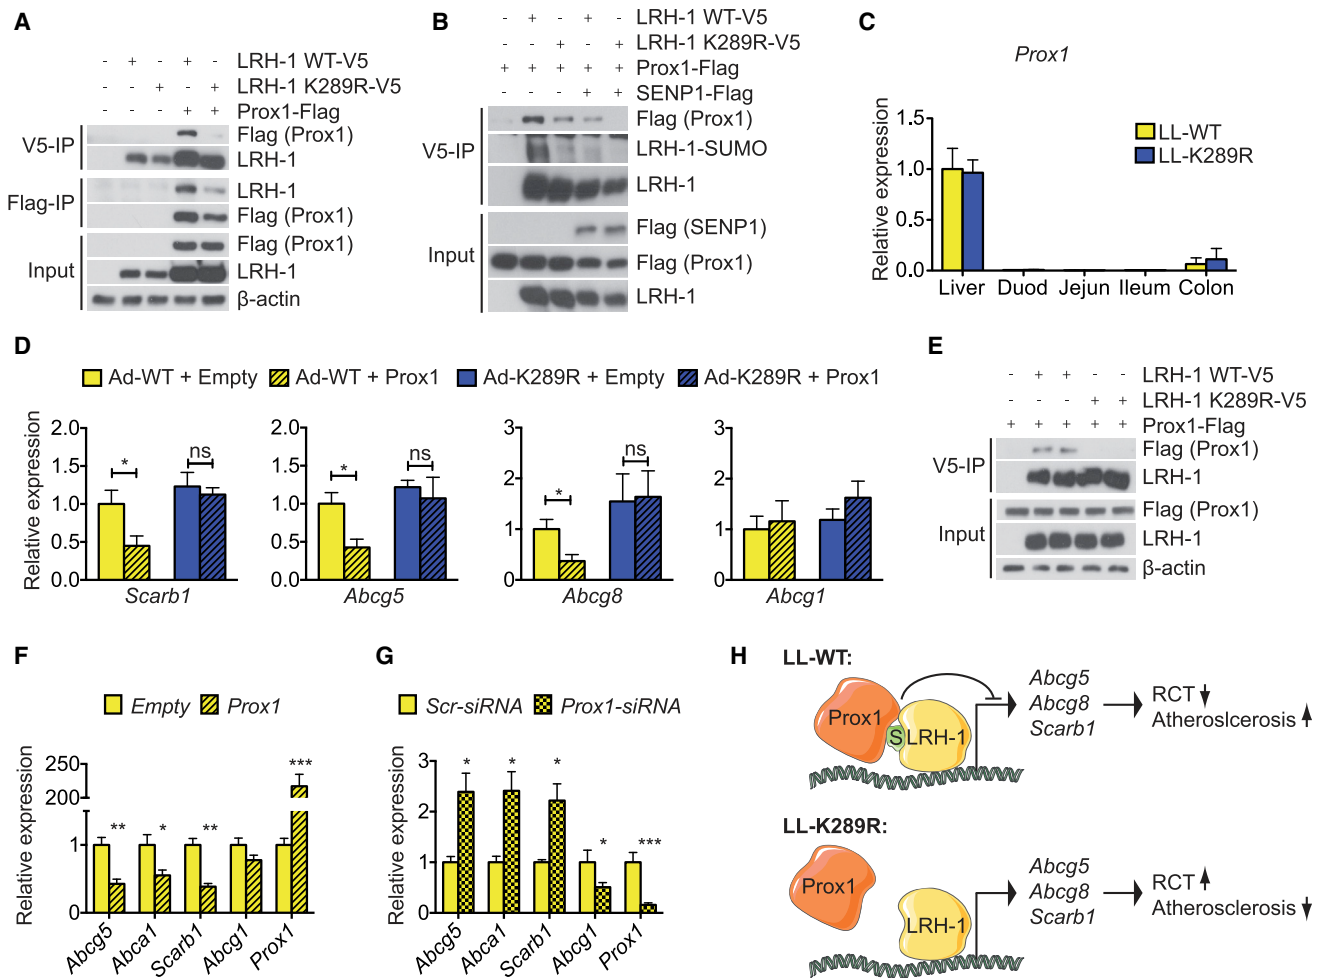 A
- + - + - LRH-1 WT-V5
- - + - + LRH-1 K289R-V5
- - - + + Prox1-Flag
V5-IP
Flag (Prox1)
LRH-1
Flag-IP
LRH-1
Flag (Prox1)
Input
Flag (Prox1)
LRH-1
β-actin
B
- + - + - LRH-1 WT-V5
- - + - + LRH-1 K289R-V5
+ + + + + Prox1-Flag
- - - + + SENP1-Flag
V5-IP
Flag (Prox1)
LRH-1-SUMO
LRH-1
Input
Flag (SENP1)
Flag (Prox1)
LRH-1
C
Prox1
Relative expression
1.5
1.0
0.5
0.0
LL-WT
LL-K289R
Liver Duod Jejun Ileum Colon
D
Ad-WT + Empty Ad-WT + Prox1 Ad-K289R + Empty Ad-K289R + Prox1
Relative expression
2.0
1.5
1.0
0.5
0.0
* ns
Scarb1
2.0
1.5
1.0
0.5
0.0
* ns
Abcg5
3
2
1
0
* ns
Abcg8
3
2
1
0
Abcg1
E
- + + - - LRH-1 WT-V5
- - - + + LRH-1 K289R-V5
+ + + + + Prox1-Flag
V5-IP
Flag (Prox1)
LRH-1
Input
Flag (Prox1)
LRH-1
β-actin
F
Empty Prox1
Relative expression
250
200
1
0
** * ** ***
Abcg5 Abca1 Scarb1 Abcg1 Prox1
G
Scr-siRNA Prox1-siRNA
Relative expression
3
2
1
0
* * * * ***
Abcg5 Abca1 Scarb1 Abcg1 Prox1
H
LL-WT:
Prox1
S
LRH-1
Abcg5
Abcg8
Scarb1
RCT
Atheroslcerosis
LL-K289R:
Prox1
LRH-1
Abcg5
Abcg8
Scarb1
RCT
Atherosclerosis